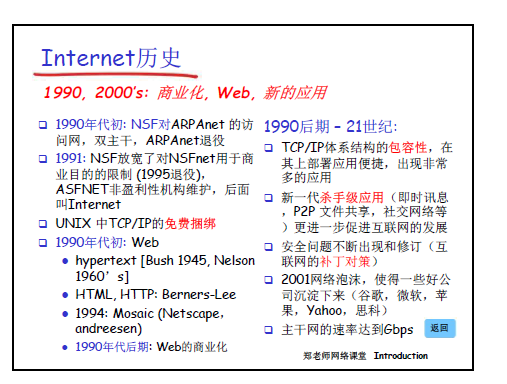 Internet历史
1990, 2000's: 商业化, Web, 新的应用
1990年代初: NSF对ARPAnet 的访
问网，双主干，ARPAnet退役
1991: NSF放宽了对NSFnet用于商
业目的的限制 (1995退役)，
ASFNET非盈利性机构维护，后面
叫Internet
UNIX 中TCP/IP的免费捆绑
1990年代初: Web
hypertext [Bush 1945, Nelson
1960’s]
HTML, HTTP: Berners-Lee
1994: Mosaic (Netscape，
andreesen)
1990年代后期: Web的商业化
1990后期 – 21世纪:
TCP/IP体系结构的包容性，在
其上部署应用便捷，出现非常
多的应用
新一代杀手级应用（即时讯息
，P2P 文件共享，社交网络等
）更进一步促进互联网的发展
安全问题不断出现和修订（互
联网的补丁对策）
2001网络泡沫，使得一些好公
司沉淀下来（谷歌，微软，苹
果，Yahoo，思科）
主干网的速率达到Gbps
返回
郑老师网络课堂 Introduction